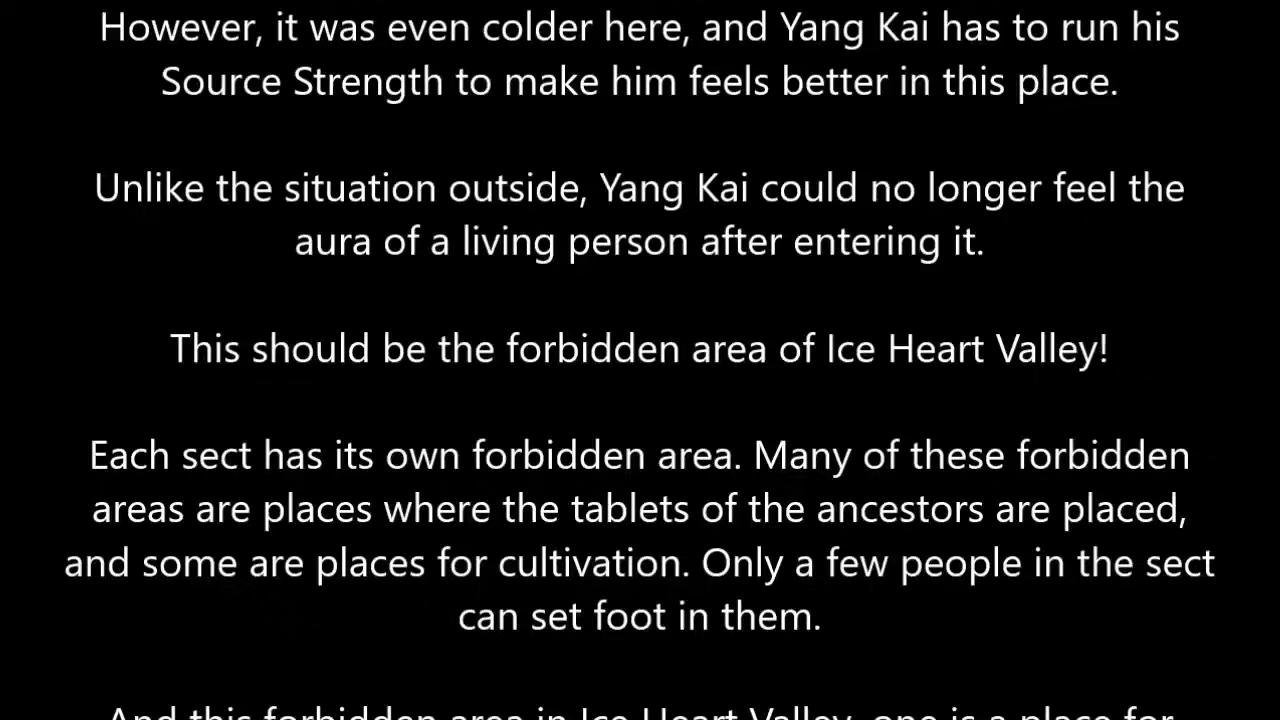 However, it was even colder here, and Yang Kai has to run his
Source Strength to make him feels better in this place.
Unlike the situation outside, Yang Kai could no longer feel the
aura of a living person after entering it.
This should be the forbidden area of Ice Heart Valley!
Each sect has its own forbidden area. Many of these forbidden
areas are places where the tablets of the ancestors are placed,
and some are places for cultivation. Only a few people in the sect
can set foot in them.
And this forbidden area in Ice Heart Valley, one is a place for